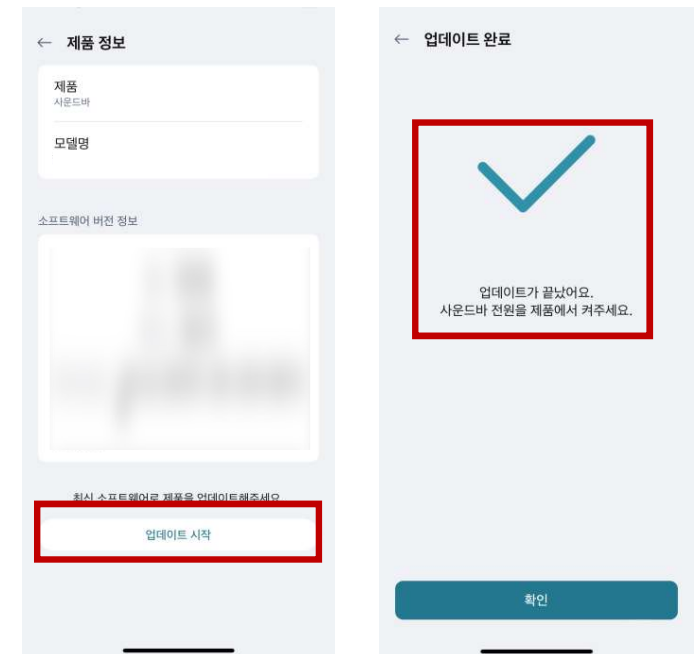 ← 제품 정보
제품
사운드바
모델명
소프트웨어 버전 정보
최신 소프트웨어로 제품을 업데이트해주세요
업데이트 시작
← 업데이트 완료
업데이트가 끝났어요.
사운드바 전원을 제품에서 켜주세요.
확인